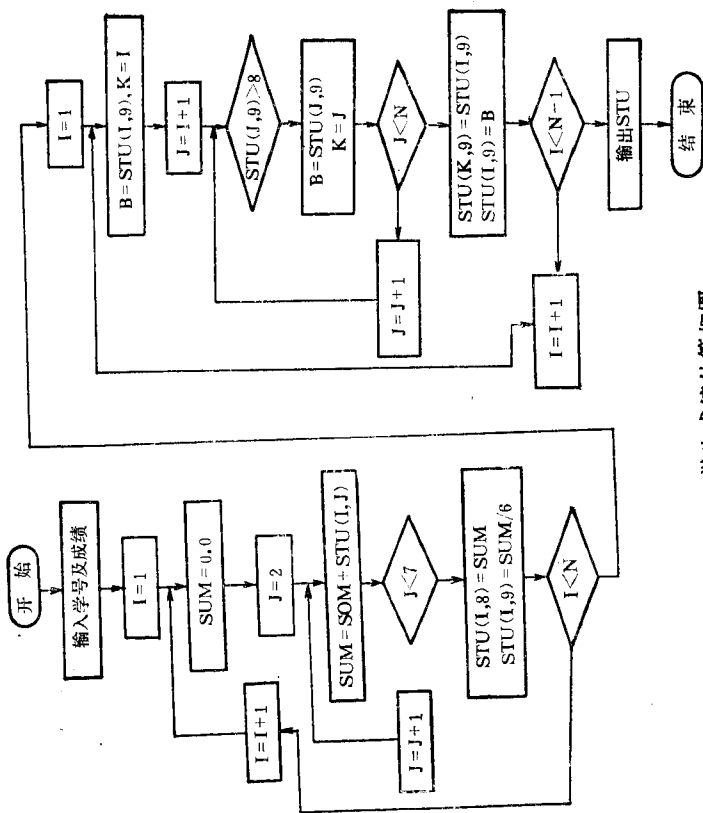 开 始
输入学号及成绩
I=1
SUM=0.0
I=I+1
J=2
SUM=SOM+STU(I,J)
J=J+1
J<7
STU(I,8)=SUM
STU(I,9)=SUM/6
I<N
I=1
B=STU(I,9),K=I
J=I+1
STU(J,9)>8
B=STU(J,9)
K=J
J<N
J=J+1
STU(K,9)=STU(I,9)
STU(I,9)=B
I<N-1
I=I+1
输出STU
结 束